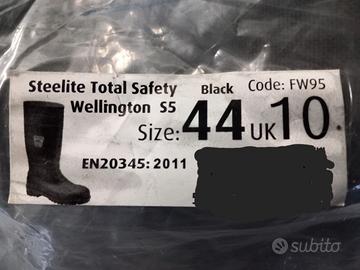 Steelite Total Safety Black Code: FW95
Wellington S5
Size: 44 UK 10
EN20345: 2011
subito